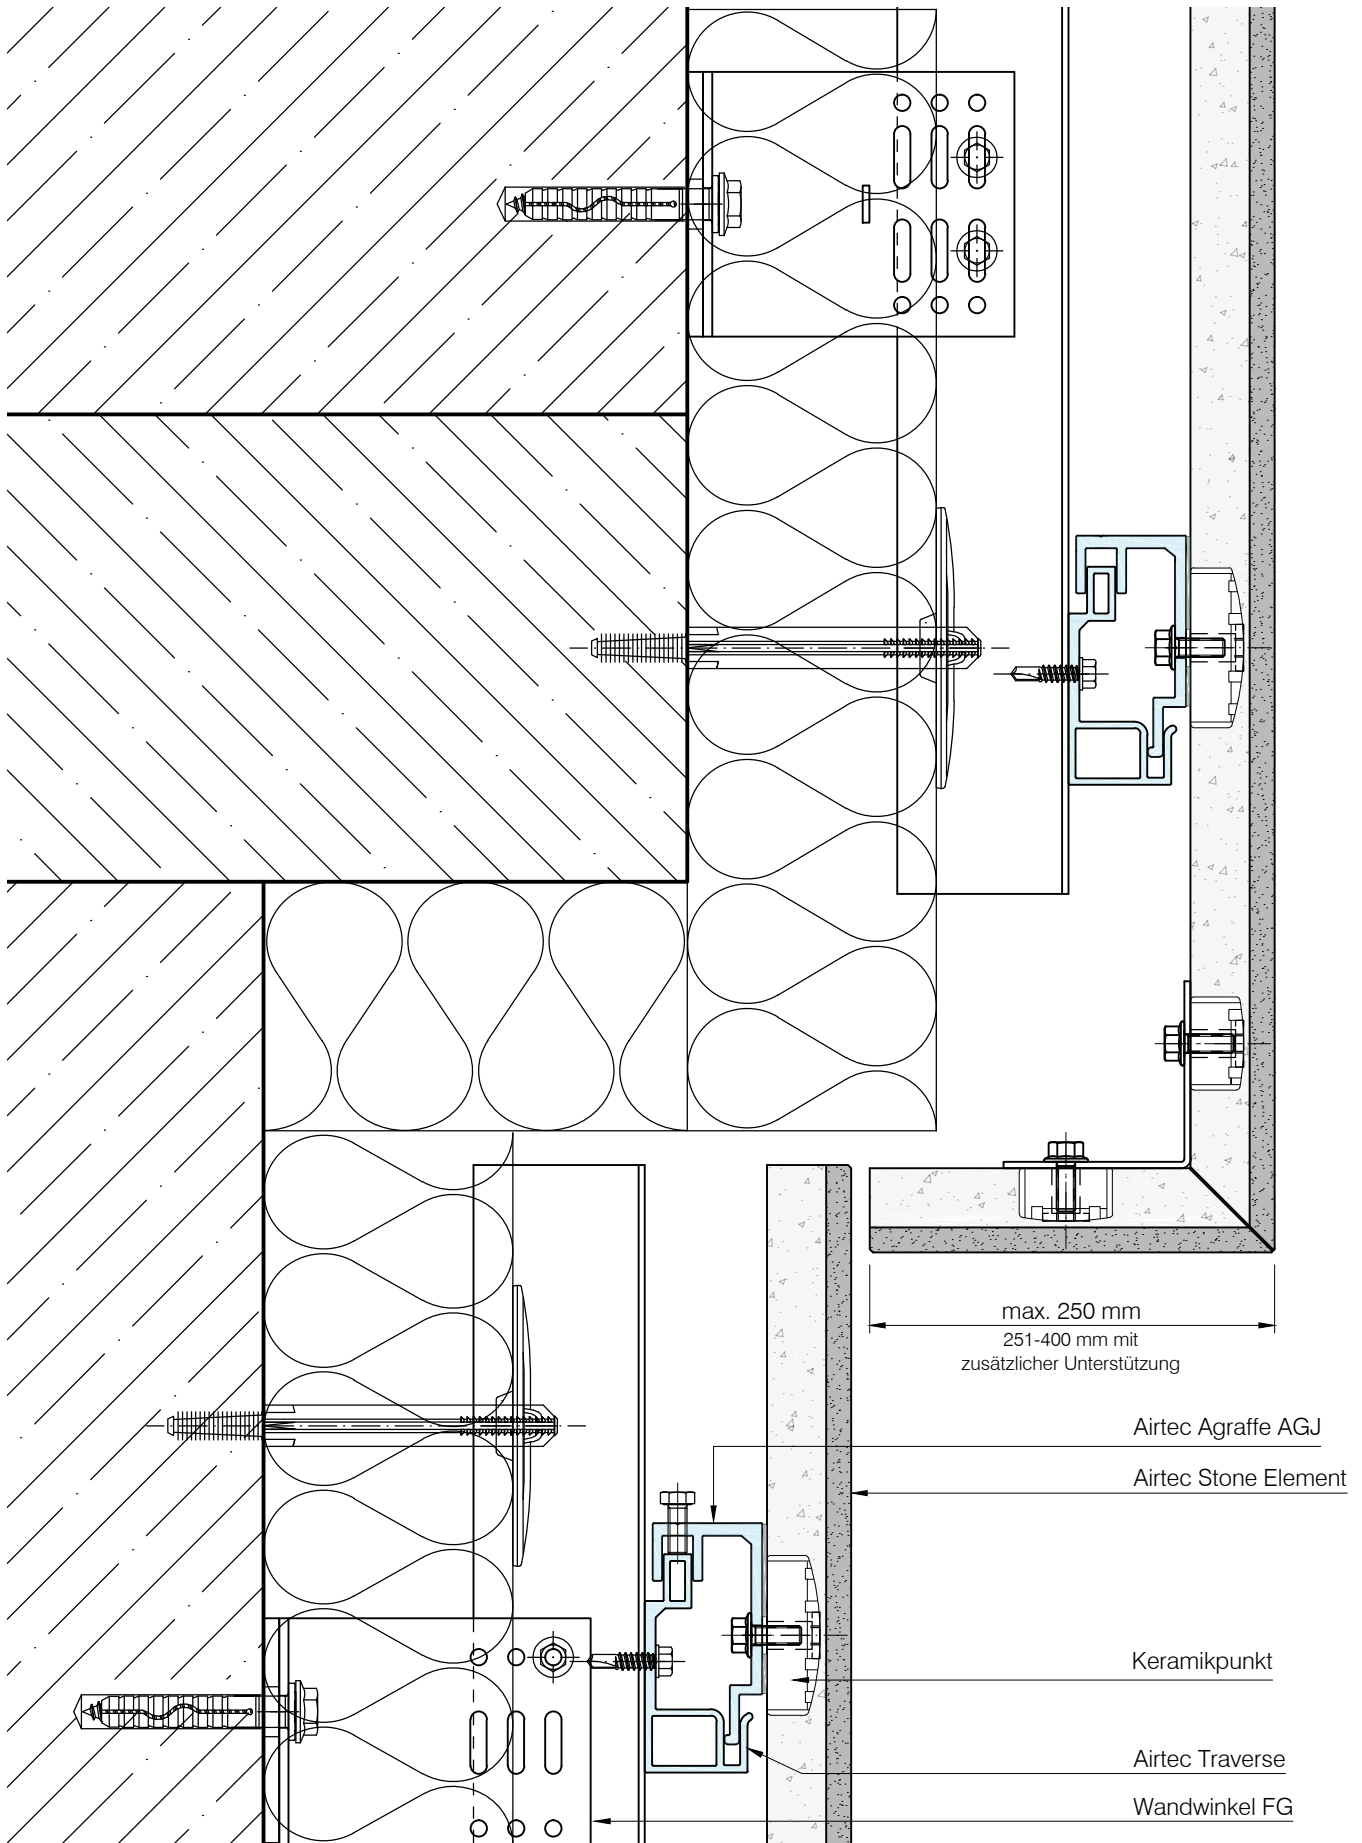 max. 250 mm
251-400 mm mit
zusätzlicher Unterstützung
Airtec Agraffe AGJ
Airtec Stone Element
Keramikpunkt
Airtec Traverse
Wandwinkel FG